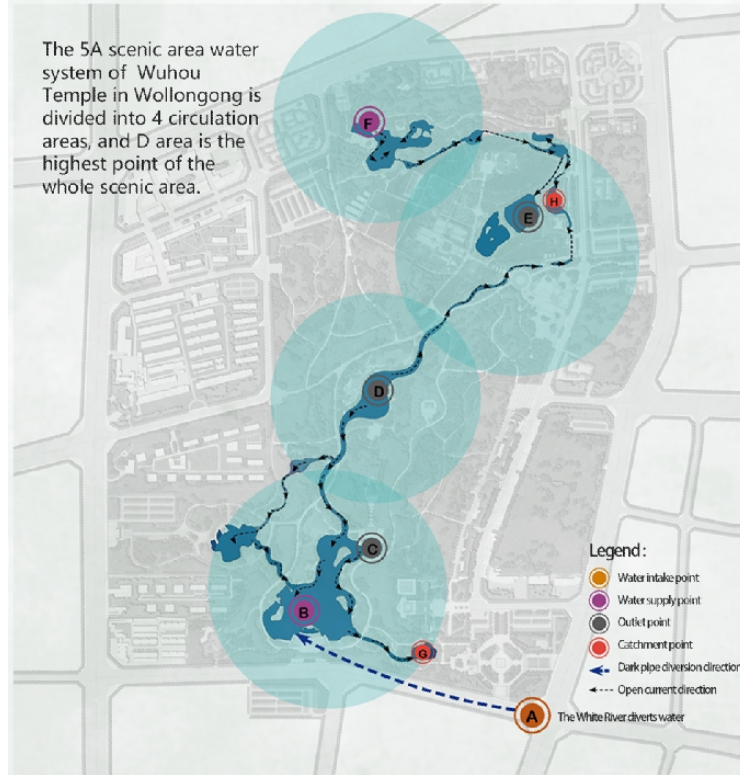 The 5A scenic area water
system of Wuhou
Temple in Wollongong is
divided into 4 circulation
areas, and D area is the
highest point of the
whole scenic area.
F
H
E
D
C
B
G
A
The White River diverts water
Legend :
Water intake point
Water supply point
Outlet point
Catchment point
Dark pipe diversion direction
Open current direction